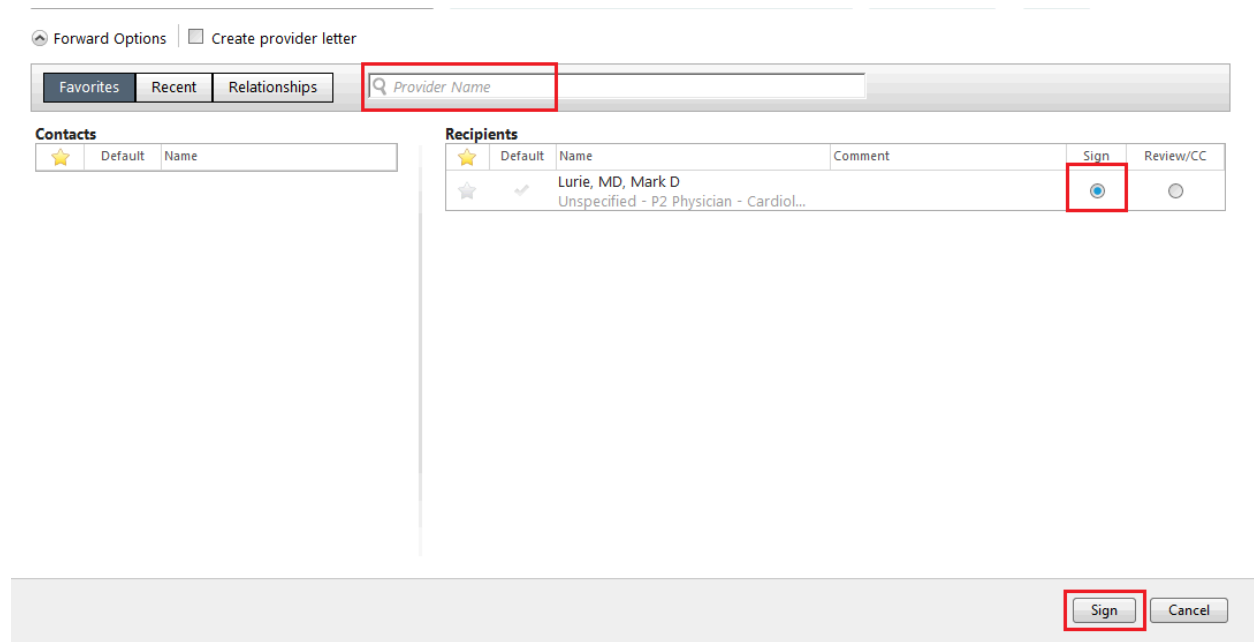 Forward Options Create provider letter
Favorites Recent Relationships Provider Name
Contacts
Default Name
Recipients
Default Name Comment Sign Review/CC
Lurie, MD, Mark D
Unspecified - P2 Physician - Cardiol...
Sign Cancel